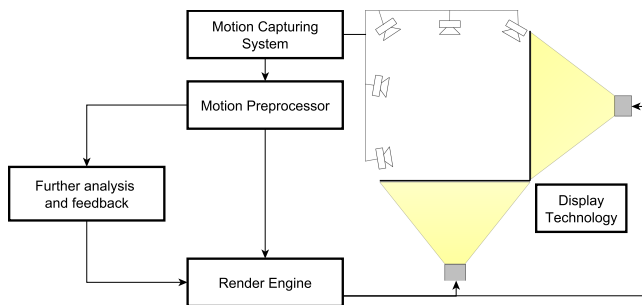 Motion Capturing
System
Motion Preprocessor
Further analysis
and feedback
Display
Technology
Render Engine